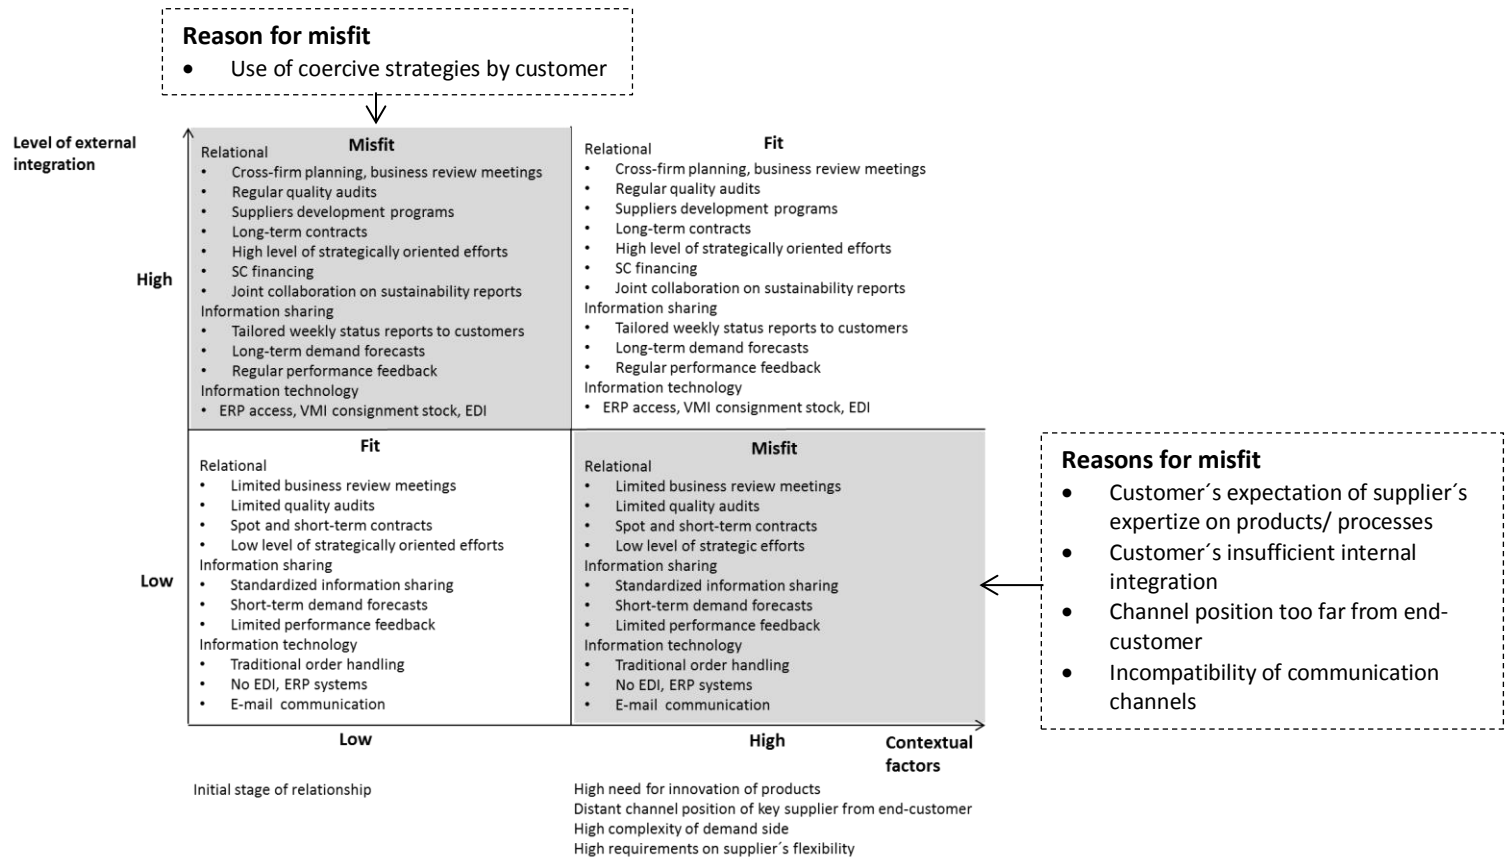 Reason for misfit
• Use of coercive strategies by customer
Level of external
integration
High
Low
Misfit
Relational
• Cross-firm planning, business review meetings
• Regular quality audits
• Suppliers development programs
• Long-term contracts
• High level of strategically oriented efforts
• SC financing
• Joint collaboration on sustainability reports
Information sharing
• Tailored weekly status reports to customers
• Long-term demand forecasts
• Regular performance feedback
Information technology
• ERP access, VMI consignment stock, EDI
Fit
Relational
• Cross-firm planning, business review meetings
• Regular quality audits
• Suppliers development programs
• Long-term contracts
• High level of strategically oriented efforts
• SC financing
• Joint collaboration on sustainability reports
Information sharing
• Tailored weekly status reports to customers
• Long-term demand forecasts
• Regular performance feedback
Information technology
• ERP access, VMI consignment stock, EDI
Fit
Relational
• Limited business review meetings
• Limited quality audits
• Spot and short-term contracts
• Low level of strategically oriented efforts
Information sharing
• Standardized information sharing
• Short-term demand forecasts
• Limited performance feedback
Information technology
• Traditional order handling
• No EDI, ERP systems
• E-mail communication
Misfit
Relational
• Limited business review meetings
• Limited quality audits
• Spot and short-term contracts
• Low level of strategic efforts
Information sharing
• Standardized information sharing
• Short-term demand forecasts
• Limited performance feedback
Information technology
• Traditional order handling
• No EDI, ERP systems
• E-mail communication
Reasons for misfit
• Customer´s expectation of supplier´s
expertize on products/ processes
• Customer´s insufficient internal
integration
• Channel position too far from end-
customer
• Incompatibility of communication
channels
Low
High
Contextual
factors
Initial stage of relationship
High need for innovation of products
Distant channel position of key supplier from end-customer
High complexity of demand side
High requirements on supplier´s flexibility